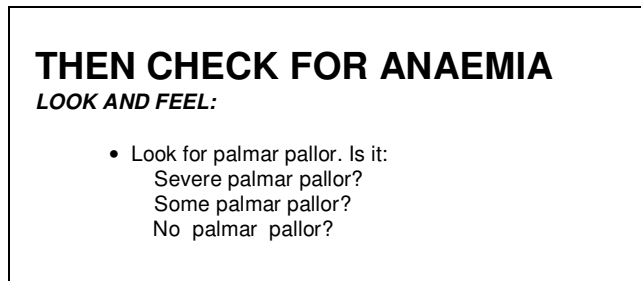 THEN CHECK FOR ANAEMIA
LOOK AND FEEL:
• Look for palmar pallor. Is it:
Severe palmar pallor?
Some palmar pallor?
No palmar pallor?